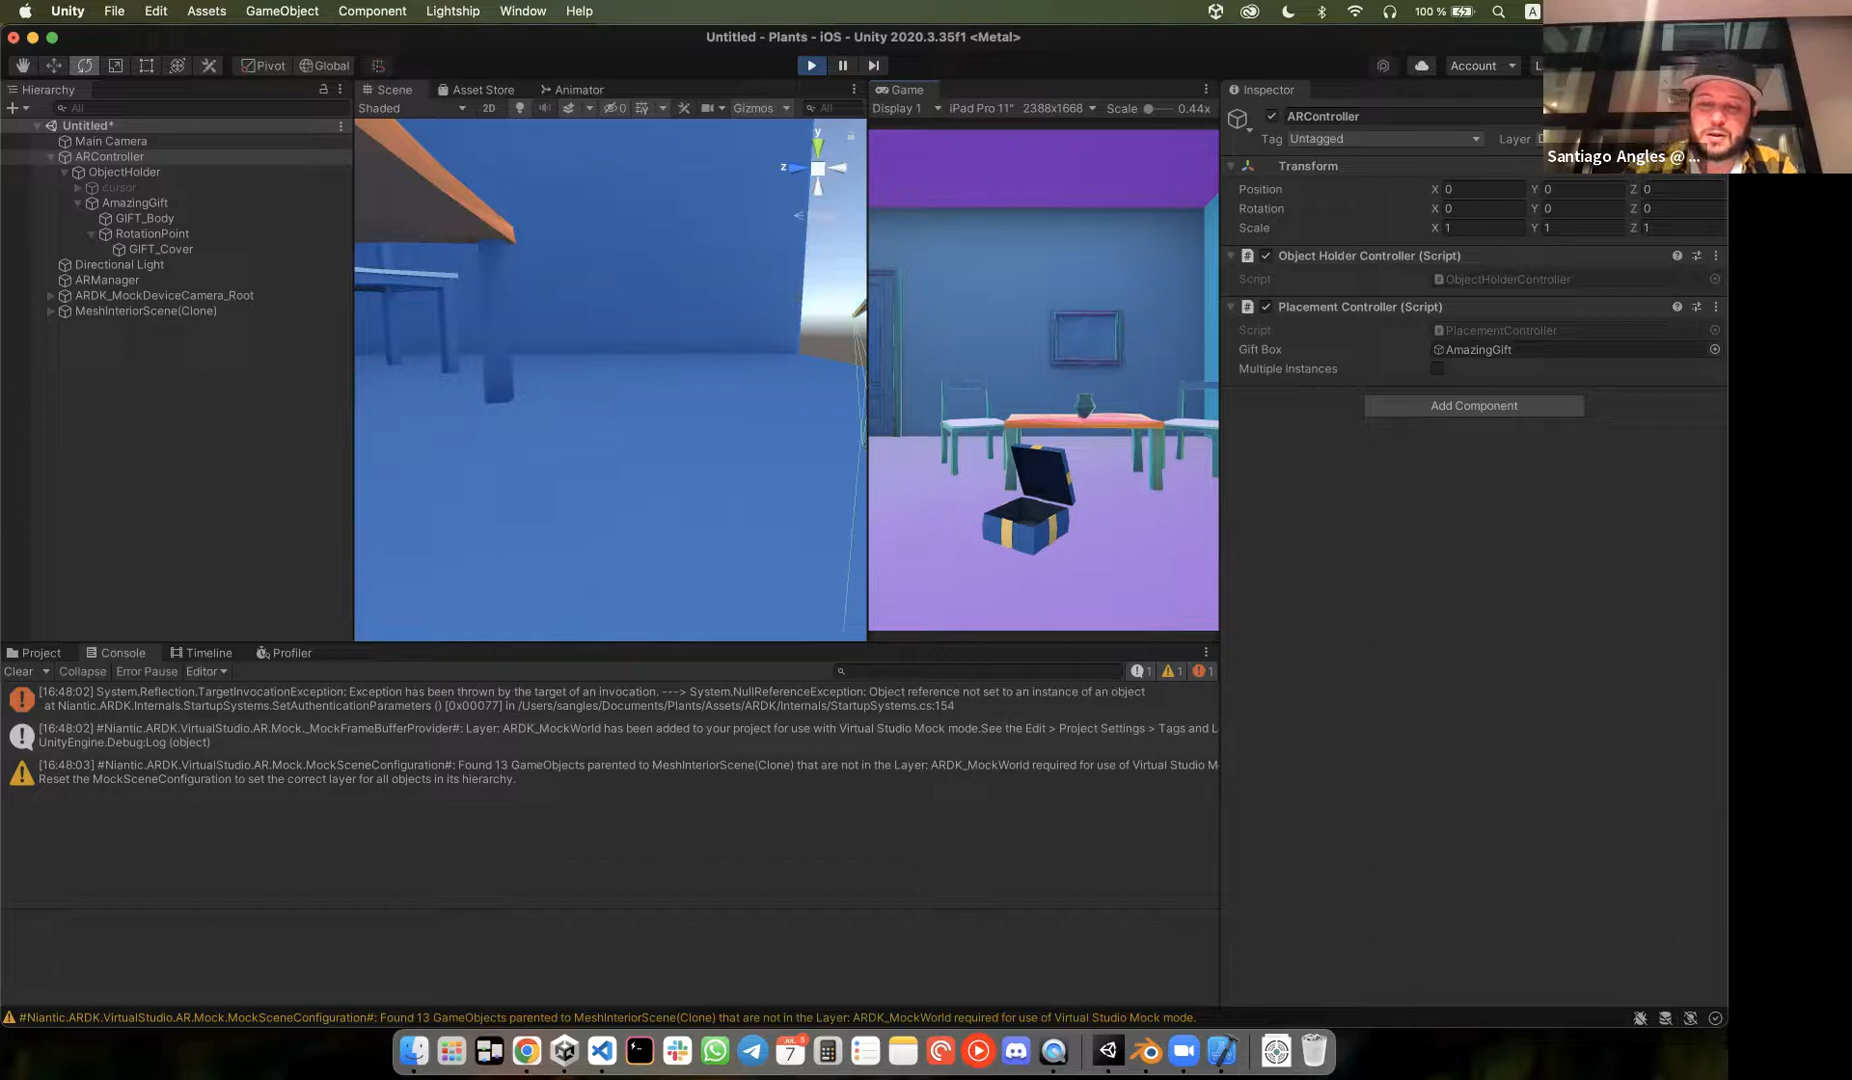 Unity File Edit Assets GameObject Component Lightship Window Help
100 %
A
Untitled - Plants - iOS - Unity 2020.3.35f1 <Metal>
Pivot Global
Account
Hierarchy
All
Untitled*
Main Camera
ARController
ObjectHolder
cursor
AmazingGift
GIFT_Body
RotationPoint
GIFT_Cover
Directional Light
ARManager
ARDK_MockDeviceCamera_Root
MeshInteriorScene(Clone)
Scene Asset Store Animator
Shaded 2D 0 Gizmos All
y
z
Game
Display 1 iPad Pro 11" 2388x1668 Scale 0.44x
Inspector
ARController
Tag Untagged Layer
Transform
Position X 0 Y 0 Z 0
Rotation X 0 Y 0 Z 0
Scale X 1 Y 1 Z 1
Object Holder Controller (Script)
Script ObjectHolderController
Placement Controller (Script)
Script PlacementController
Gift Box AmazingGift
Multiple Instances
Add Component
Santiago Angles @ ...
Project Console Timeline Profiler
Clear Collapse Error Pause Editor
1 1 1
[16:48:02] System.Reflection.TargetInvocationException: Exception has been thrown by the target of an invocation. ---> System.NullReferenceException: Object reference not set to an instance of an object
at Niantic.ARDK.Internals.StartupSystems.SetAuthenticationParameters () [0x00077] in /Users/sangles/Documents/Plants/Assets/ARDK/Internals/StartupSystems.cs:154
[16:48:02] #Niantic.ARDK.VirtualStudio.AR.Mock._MockFrameBufferProvider#: Layer: ARDK_MockWorld has been added to your project for use with Virtual Studio Mock mode.See the Edit > Project Settings > Tags and L
UnityEngine.Debug:Log (object)
[16:48:03] #Niantic.ARDK.VirtualStudio.AR.Mock.MockSceneConfiguration#: Found 13 GameObjects parented to MeshInteriorScene(Clone) that are not in the Layer: ARDK_MockWorld required for use of Virtual Studio M
Reset the MockSceneConfiguration to set the correct layer for all objects in its hierarchy.
#Niantic.ARDK.VirtualStudio.AR.Mock.MockSceneConfiguration#: Found 13 GameObjects parented to MeshInteriorScene(Clone) that are not in the Layer: ARDK_MockWorld required for use of Virtual Studio Mock mode.
7